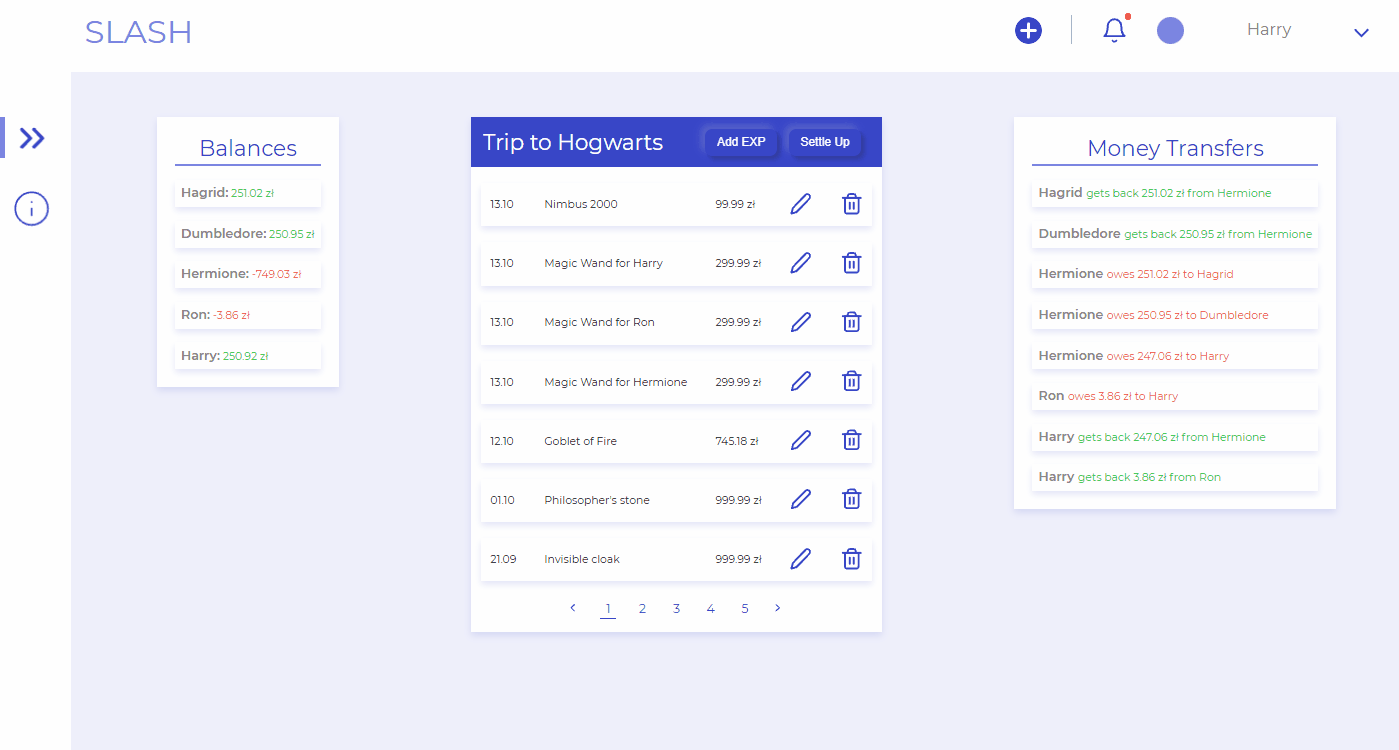 SLASH
Harry
Balances
Hagrid: 251.02 zł
Dumbledore: 250.95 zł
Hermione: -749.03 zł
Ron: -3.86 zł
Harry: 250.92 zł
Trip to Hogwarts Add EXP Settle Up
13.10 Nimbus 2000 99.99 zł
13.10 Magic Wand for Harry 299.99 zł
13.10 Magic Wand for Ron 299.99 zł
13.10 Magic Wand for Hermione 299.99 zł
12.10 Goblet of Fire 745.18 zł
01.10 Philosopher's stone 999.99 zł
21.09 Invisible cloak 999.99 zł
< 1 2 3 4 5 >
Money Transfers
Hagrid gets back 251.02 zł from Hermione
Dumbledore gets back 250.95 zł from Hermione
Hermione owes 251.02 zł to Hagrid
Hermione owes 250.95 zł to Dumbledore
Hermione owes 247.06 zł to Harry
Ron owes 3.86 zł to Harry
Harry gets back 247.06 zł from Hermione
Harry gets back 3.86 zł from Ron